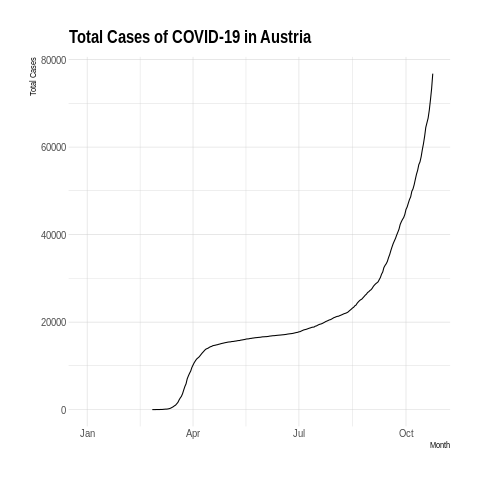 Total Cases of COVID-19 in Austria
Total Cases
80000
60000
40000
20000
0
Jan Apr Jul Oct
Month